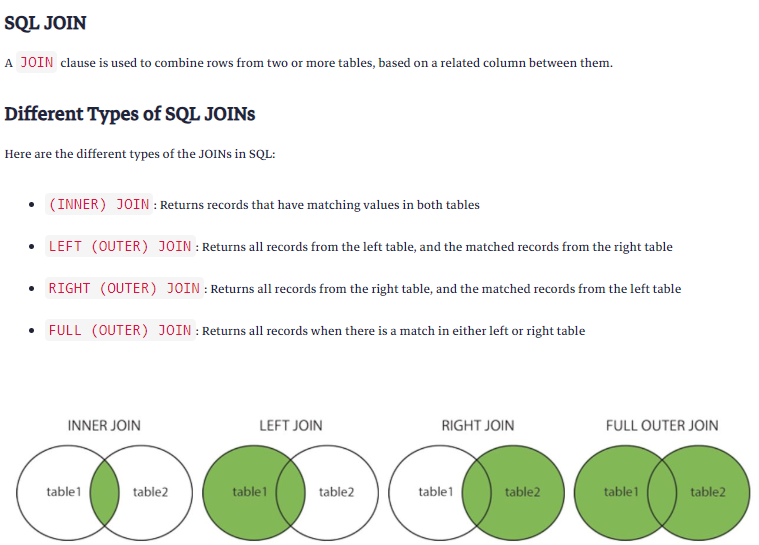 SQL JOIN
A JOIN clause is used to combine rows from two or more tables, based on a related column between them.
Different Types of SQL JOINs
Here are the different types of the JOINs in SQL:
(INNER) JOIN : Returns records that have matching values in both tables
LEFT (OUTER) JOIN : Returns all records from the left table, and the matched records from the right table
RIGHT (OUTER) JOIN : Returns all records from the right table, and the matched records from the left table
FULL (OUTER) JOIN : Returns all records when there is a match in either left or right table
INNER JOIN
LEFT JOIN
RIGHT JOIN
FULL OUTER JOIN
table1
table2
table1
table2
table1
table2
table1
table2